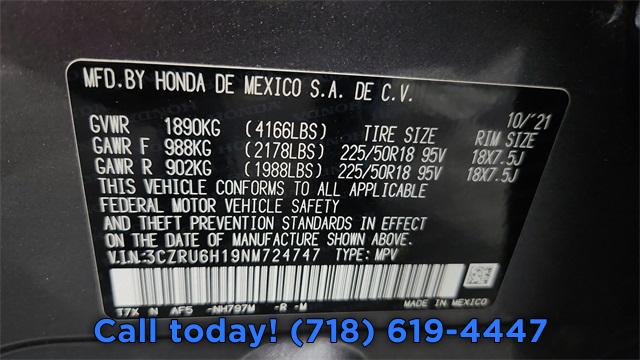 MFD.BY HONDA DE MEXICO S.A. DE C.V.
10/'21
GVWR 1890KG (4166LBS) TIRE SIZE RIM SIZE
GAWR F 988KG (2178LBS) 225/50R18 95V 18X7.5J
GAWR R 902KG (1988LBS) 225/50R18 95V 18X7.5J
THIS VEHICLE CONFORMS TO ALL APPLICABLE
FEDERAL MOTOR VEHICLE SAFETY
AND THEFT PREVENTION STANDARDS IN EFFECT
ON THE DATE OF MANUFACTURE SHOWN ABOVE.
V.I.N.:3CZRU6H19NM724747 TYPE: MPV
T7X N AF5 -NH797M -R -M
MADE IN MEXICO
Call today! (718) 619-4447